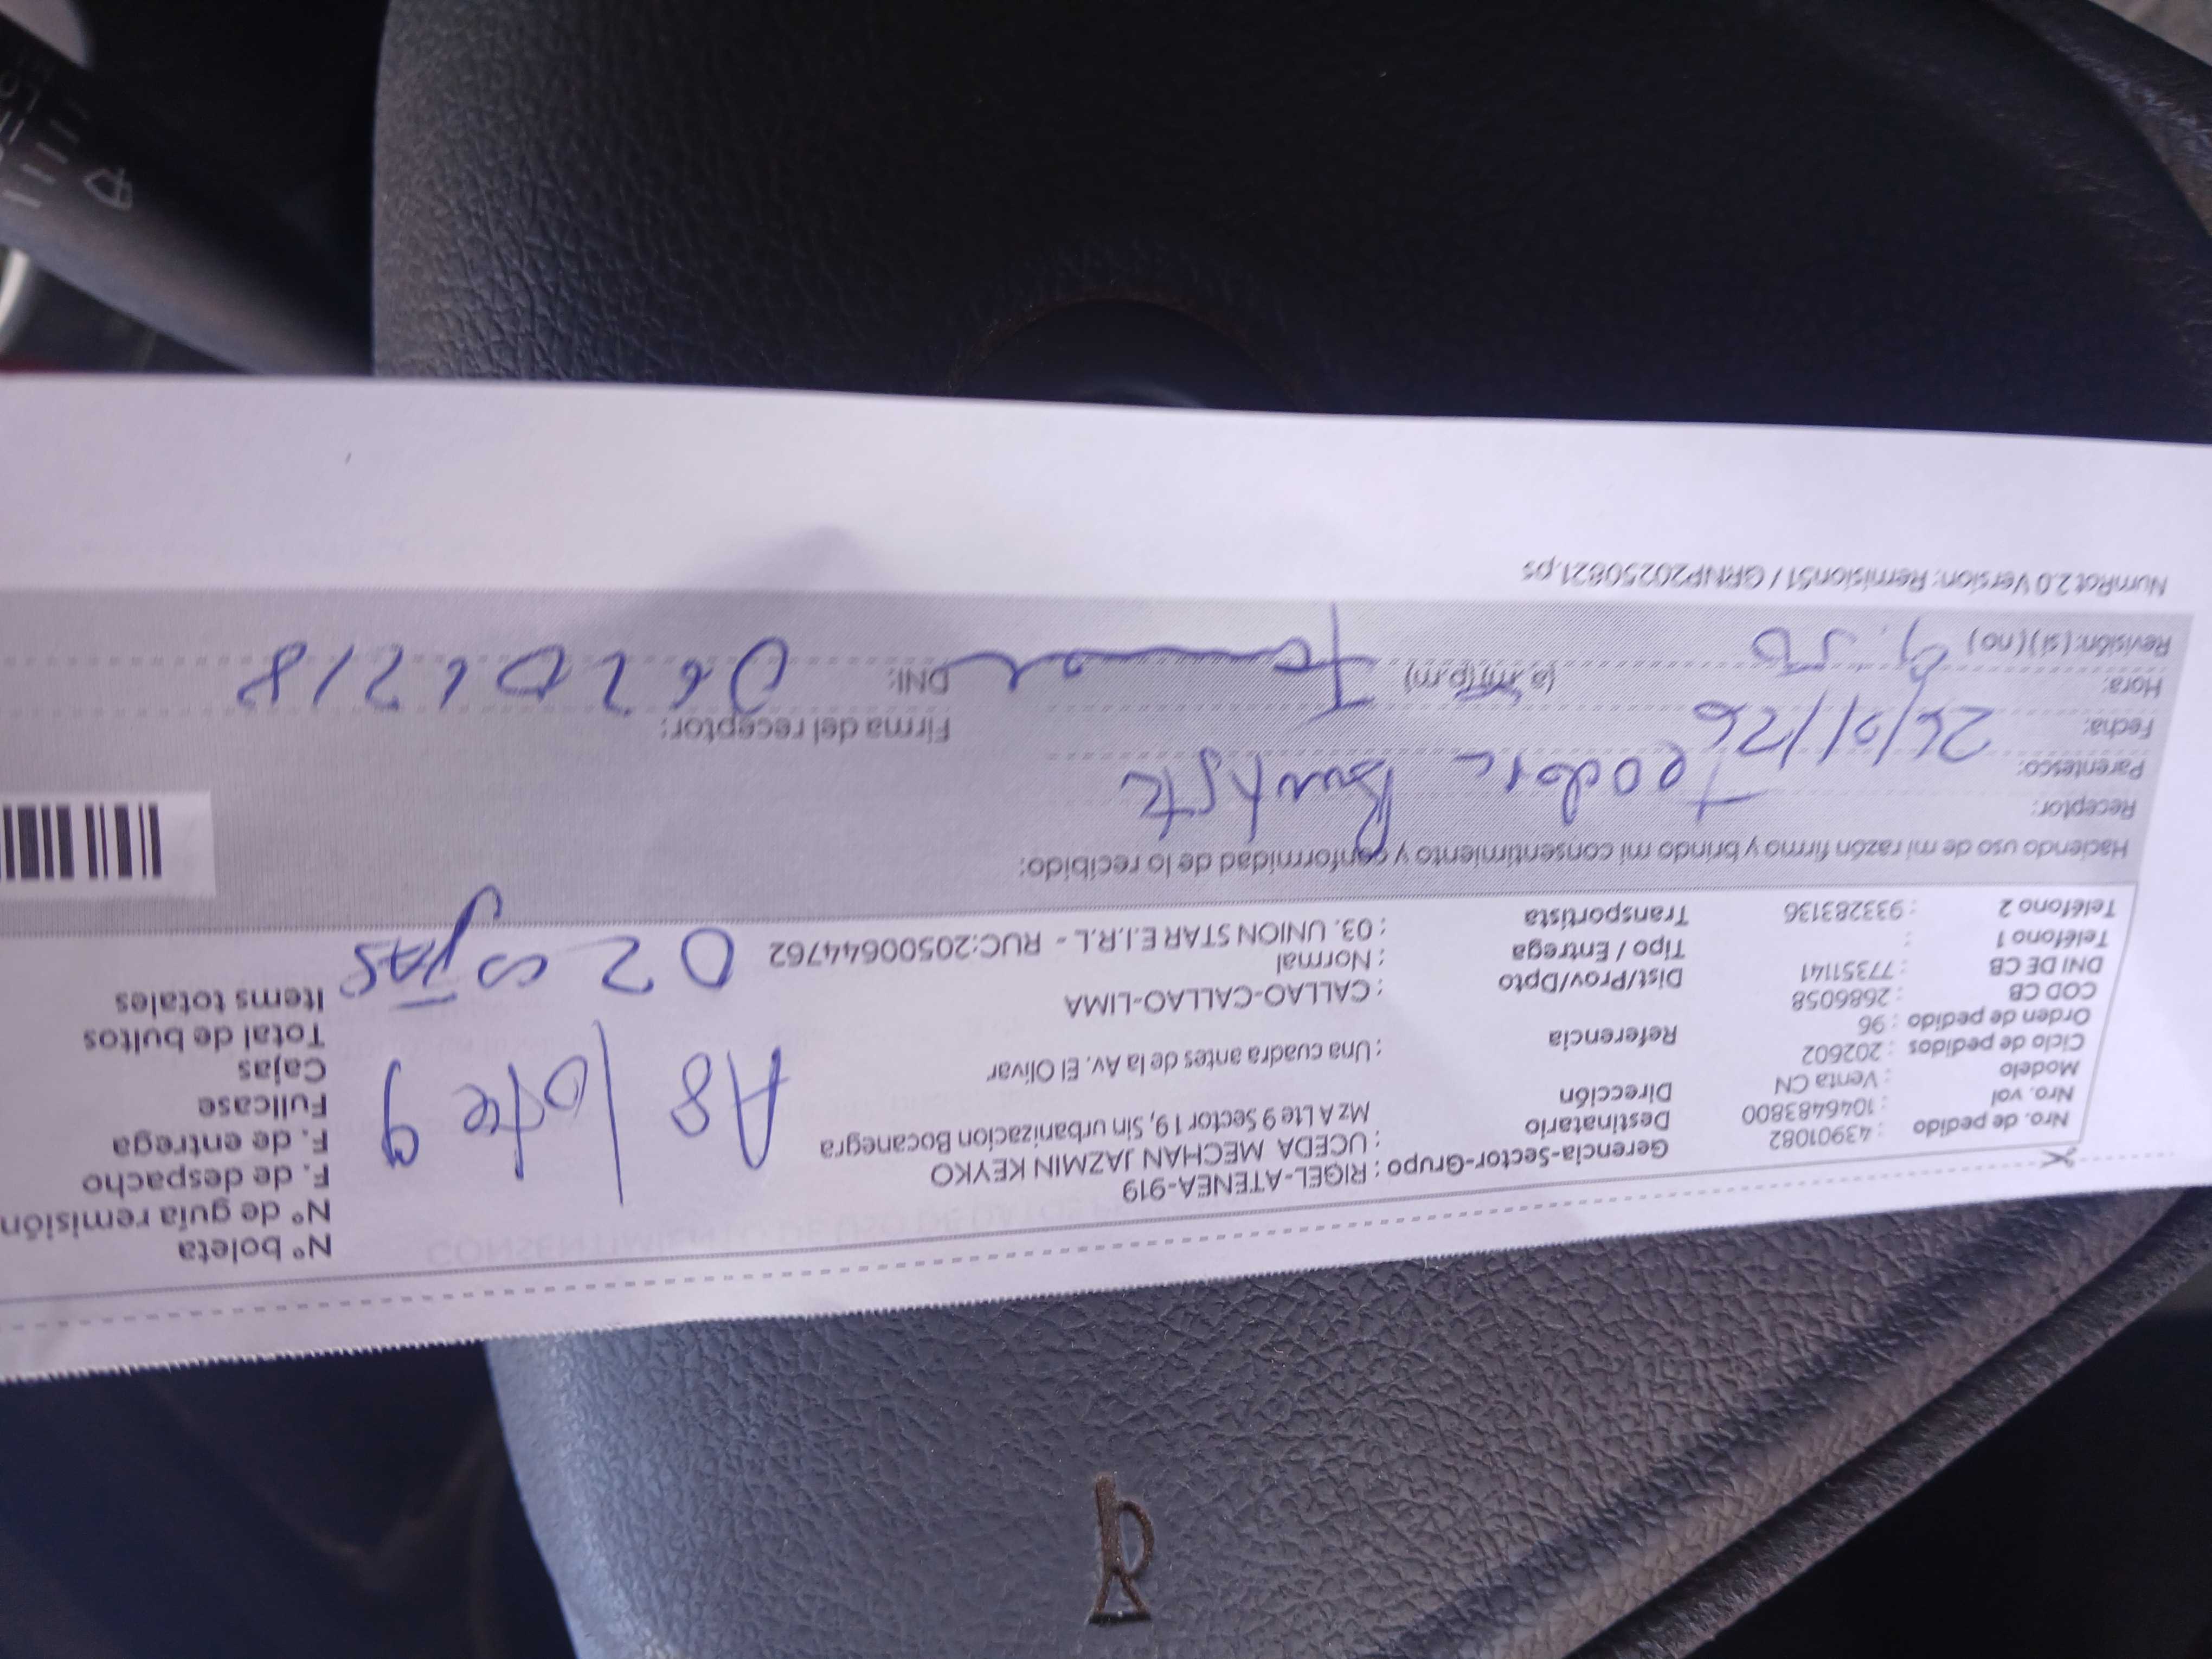 Nº boleta
Nº de guía remisión
F. de despacho
F. de entrega
Fullcase
Cajas
Total de bultos
Items totales
Nro. de pedido : 43901082
Nro. vol : 1046483800
Modelo : Venta CN
Ciclo de pedidos : 202602
Orden de pedido : 96
COD CB : 2686058
DNI DE CB : 77351141
Teléfono 1 :
Teléfono 2 : 933283136
Gerencia-Sector-Grupo : RIGEL-ATENEA-919
Destinatario : UCEDA MECHAN JAZMIN KEYKO
Dirección Mz A Lte 9 Sector 19, Sin urbanización Bocanegra
Referencia : Una cuadra antes de la Av. El Olivar
Dist/Prov/Dpto : CALLAO-CALLAO-LIMA
Tipo / Entrega : Normal
Transportista : 03. UNION STAR E.I.R.L - RUC:20500644762
A8 lote 9
02 cajas
Haciendo uso de mi razón firmo y brindo mi consentimiento y conformidad de lo recibido:
Receptor: Teodoro
Parentesco:
Fecha: 26/01/26
Hora: 9:50 (a.m)(p.m)
Revisión: (si) (no)
Firma del receptor:
DNI: 06201218
NumRot 2.0 Version: Remision51 / GRNP20250821.ps